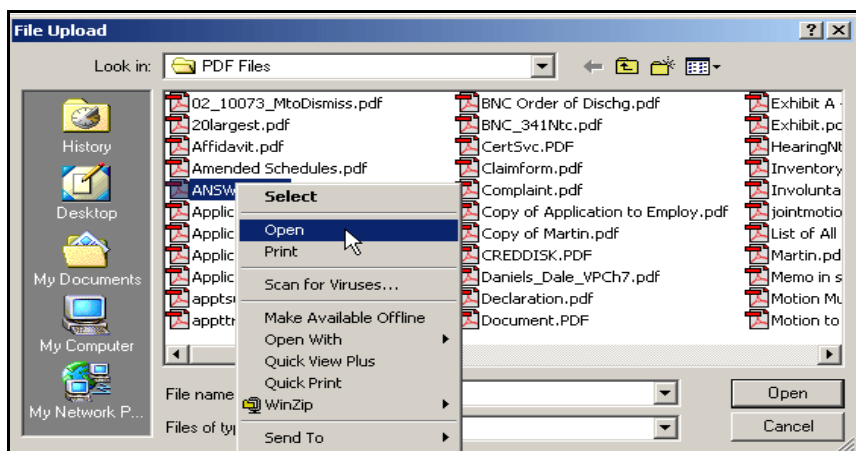 File Upload
Look in:
PDF Files
History
Desktop
My Documents
My Computer
My Network P...
02_10073_MtoDismiss.pdf
20largest.pdf
Affidavit.pdf
Amended Schedules.pdf
ANSW
Applic
Applic
Applic
Applic
appts
apptt
BNC Order of Dischg.pdf
BNC_341Ntc.pdf
CertSvc.PDF
Claimform.pdf
Complaint.pdf
Copy of Application to Employ.pdf
Copy of Martin.pdf
CREDDISK.PDF
Daniels_Dale_VPCh7.pdf
Declaration.pdf
Document.PDF
Exhibit A -
Exhibit.pd
HearingNt
Inventory
Involunta
jointmotio
List of All
Martin.pd
Memo in s
Motion Mu
Motion to
Select
Open
Print
Scan for Viruses...
Make Available Offline
Open With
Quick View Plus
Quick Print
WinZip
Send To
File name
Files of ty
Open
Cancel